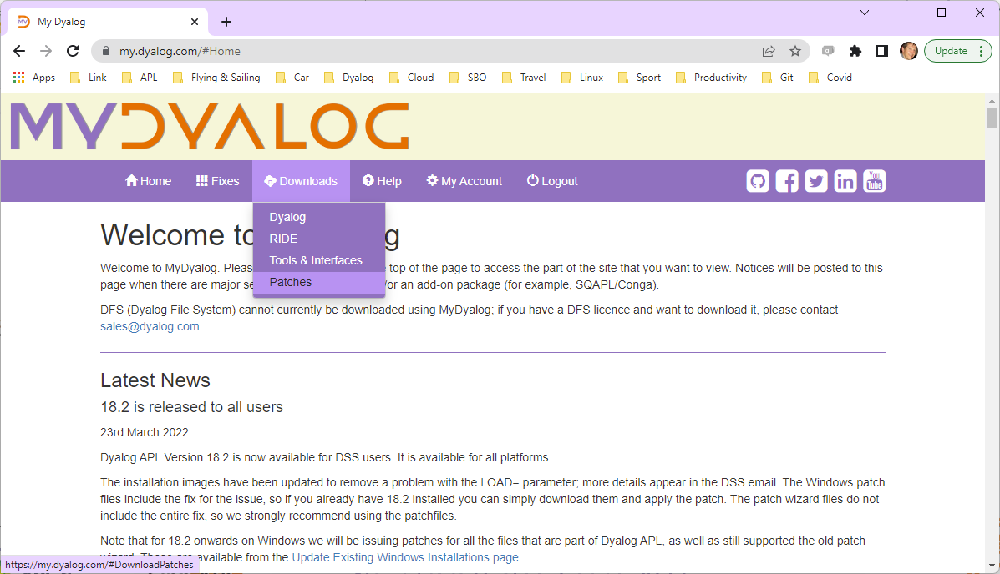 My Dyalog
my.dyalog.com/#Home
Update
Apps
Link
APL
Flying & Sailing
Car
Dyalog
Cloud
SBO
Travel
Linux
Sport
Productivity
Git
Covid
MYDYALOG
Home
Fixes
Downloads
Help
My Account
Logout
You Tube
Dyalog
RIDE
Tools & Interfaces
Patches
Welcome to
g
Welcome to MyDyalog. Pleas
top of the page to access the part of the site that you want to view. Notices will be posted to this
page when there are major se
/or an add-on package (for example, SQAPL/Conga).
DFS (Dyalog File System) cannot currently be downloaded using MyDyalog; if you have a DFS licence and want to download it, please contact
sales@dyalog.com
Latest News
18.2 is released to all users
23rd March 2022
Dyalog APL Version 18.2 is now available for DSS users. It is available for all platforms.
The installation images have been updated to remove a problem with the LOAD= parameter; more details appear in the DSS email. The Windows patch
files include the fix for the issue, so if you already have 18.2 installed you can simply download them and apply the patch. The patch wizard files do not
include the entire fix, so we strongly recommend using the patchfiles.
Note that for 18.2 onwards on Windows we will be issuing patches for all the files that are part of Dyalog APL, as well as still supported the old patch
wizard. These are available from the Update Existing Windows Installations page.
https://my.dyalog.com/#DownloadPatches